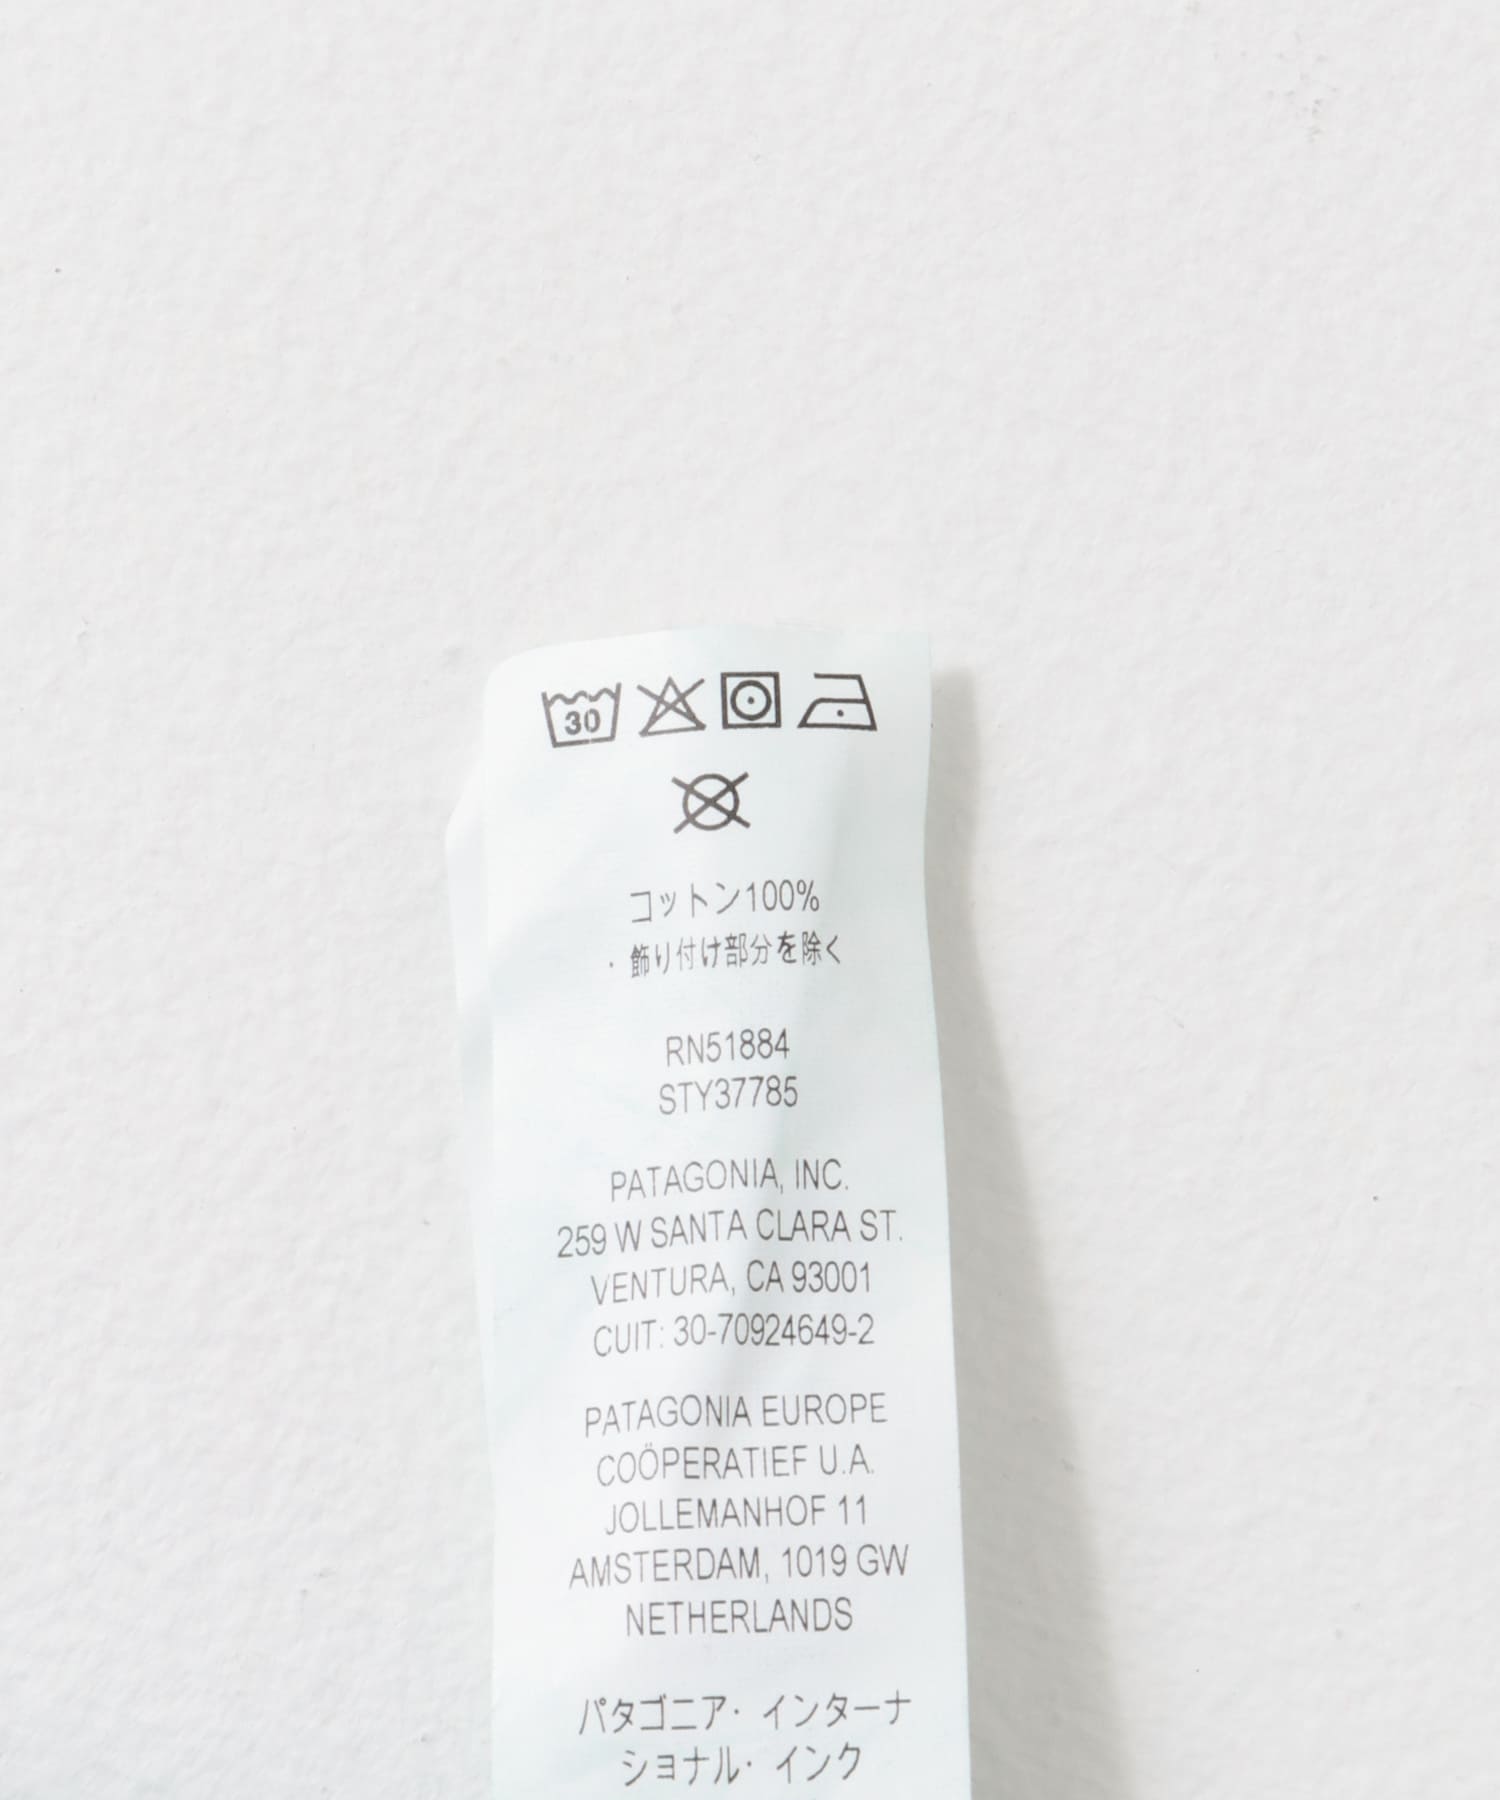 30
コットン100%
・飾り付け部分を除く
RN51884
STY37785
PATAGONIA, INC.
259 W SANTA CLARA ST.
VENTURA, CA 93001
CUIT: 30-70924649-2
PATAGONIA EUROPE
COÖPERATIEF U.A.
JOLLEMANHOF 11
AMSTERDAM, 1019 GW
NETHERLANDS
パタゴニア・インターナ
ショナル・インク